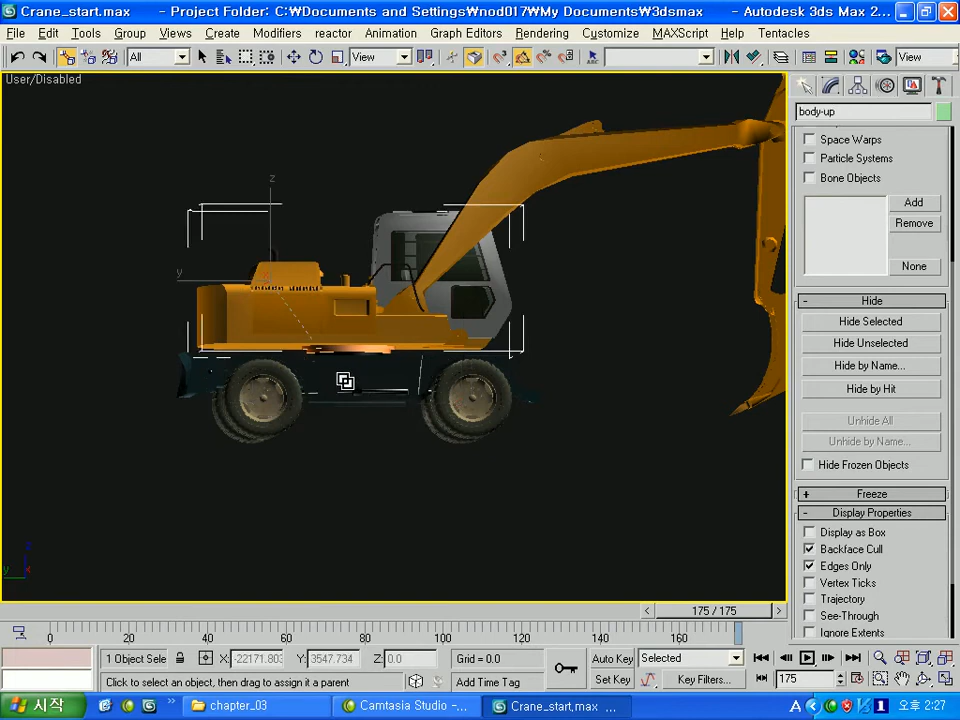 Crane_start.max - Project Folder: C:₩Documents and Settings₩nod017₩My Documents₩3dsmax - Autodesk 3ds Max 2...
File Edit Tools Group Views Create Modifiers reactor Animation Graph Editors Rendering Customize MAXScript Help Tentacles
All View View
User/Disabled
body-up
Space Warps
Particle Systems
Bone Objects
Add
Remove
None
z
y
- Hide
Hide Selected
Hide Unselected
Hide by Name...
Hide by Hit
Unhide All
Unhide by Name...
Hide Frozen Objects
+ Freeze
- Display Properties
Display as Box
Backface Cull
Edges Only
Vertex Ticks
Trajectory
See-Through
Ignore Extents
z
y x
< 175 / 175 >
0 20 40 60 80 100 120 140 160
1 Object Sele X: -22171.803 Y: 3547.734 Z: 0.0 Grid = 0.0 Auto Key Selected
Click to select an object, then drag to assign it a parent Add Time Tag Set Key Key Filters... 175
시작 chapter_03 Camtasia Studio - ... Crane_start.max ... A 오후 2:27